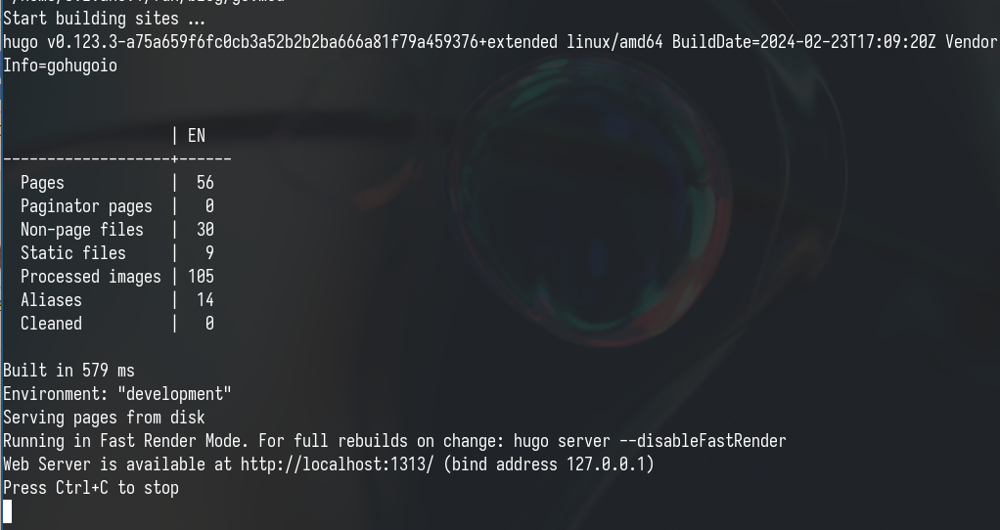 Start building sites …
hugo v0.123.3-a75a659f6fc0cb3a52b2b2ba666a81f79a459376+extended linux/amd64 BuildDate=2024-02-23T17:09:20Z Vendor
Info=gohugoio
| EN
-------------------+------
Pages | 56
Paginator pages | 0
Non-page files | 30
Static files | 9
Processed images | 105
Aliases | 14
Cleaned | 0
Built in 579 ms
Environment: "development"
Serving pages from disk
Running in Fast Render Mode. For full rebuilds on change: hugo server --disableFastRender
Web Server is available at http://localhost:1313/ (bind address 127.0.0.1)
Press Ctrl+C to stop